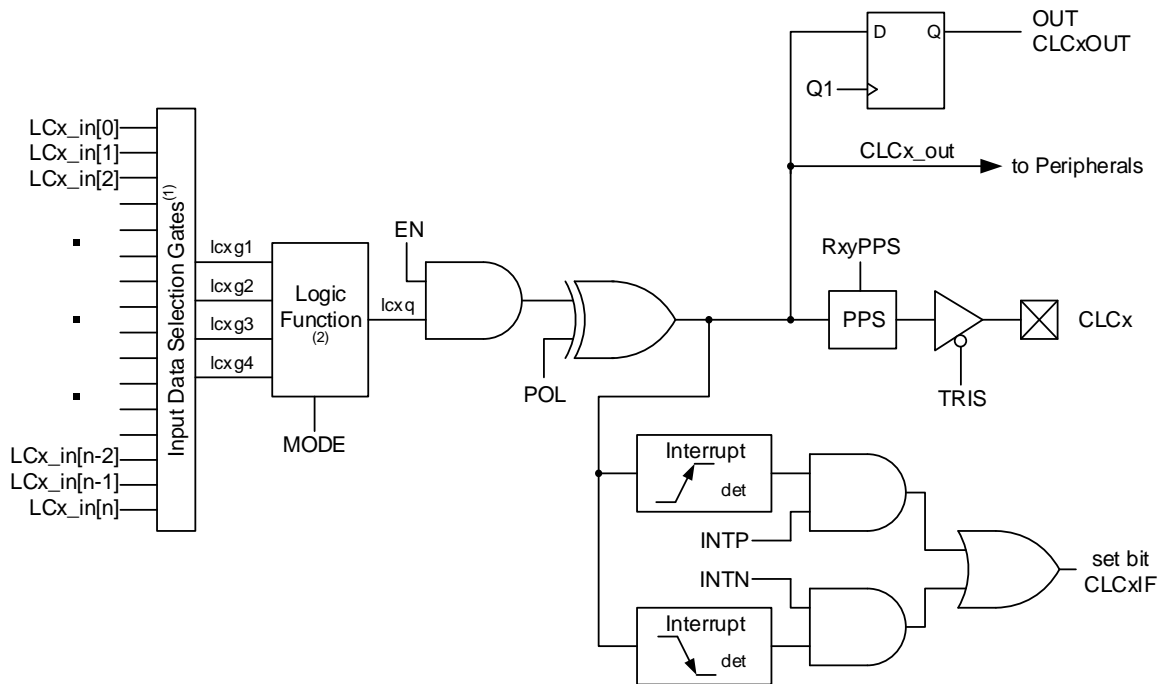 OUT
CLCxOUT
D
Q
Q1
CLCx_out
to Peripherals
LCx_in[0]
LCx_in[1]
LCx_in[2]
LCx_in[n-2]
LCx_in[n-1]
LCx_in[n]
Input Data Selection Gates(1)
lcxg1
lcxg2
lcxg3
lcxg4
Logic
Function
(2)
MODE
lcxq
EN
POL
RxyPPS
PPS
CLCx
TRIS
Interrupt
det
INTP
INTN
Interrupt
det
set bit
CLCxIF